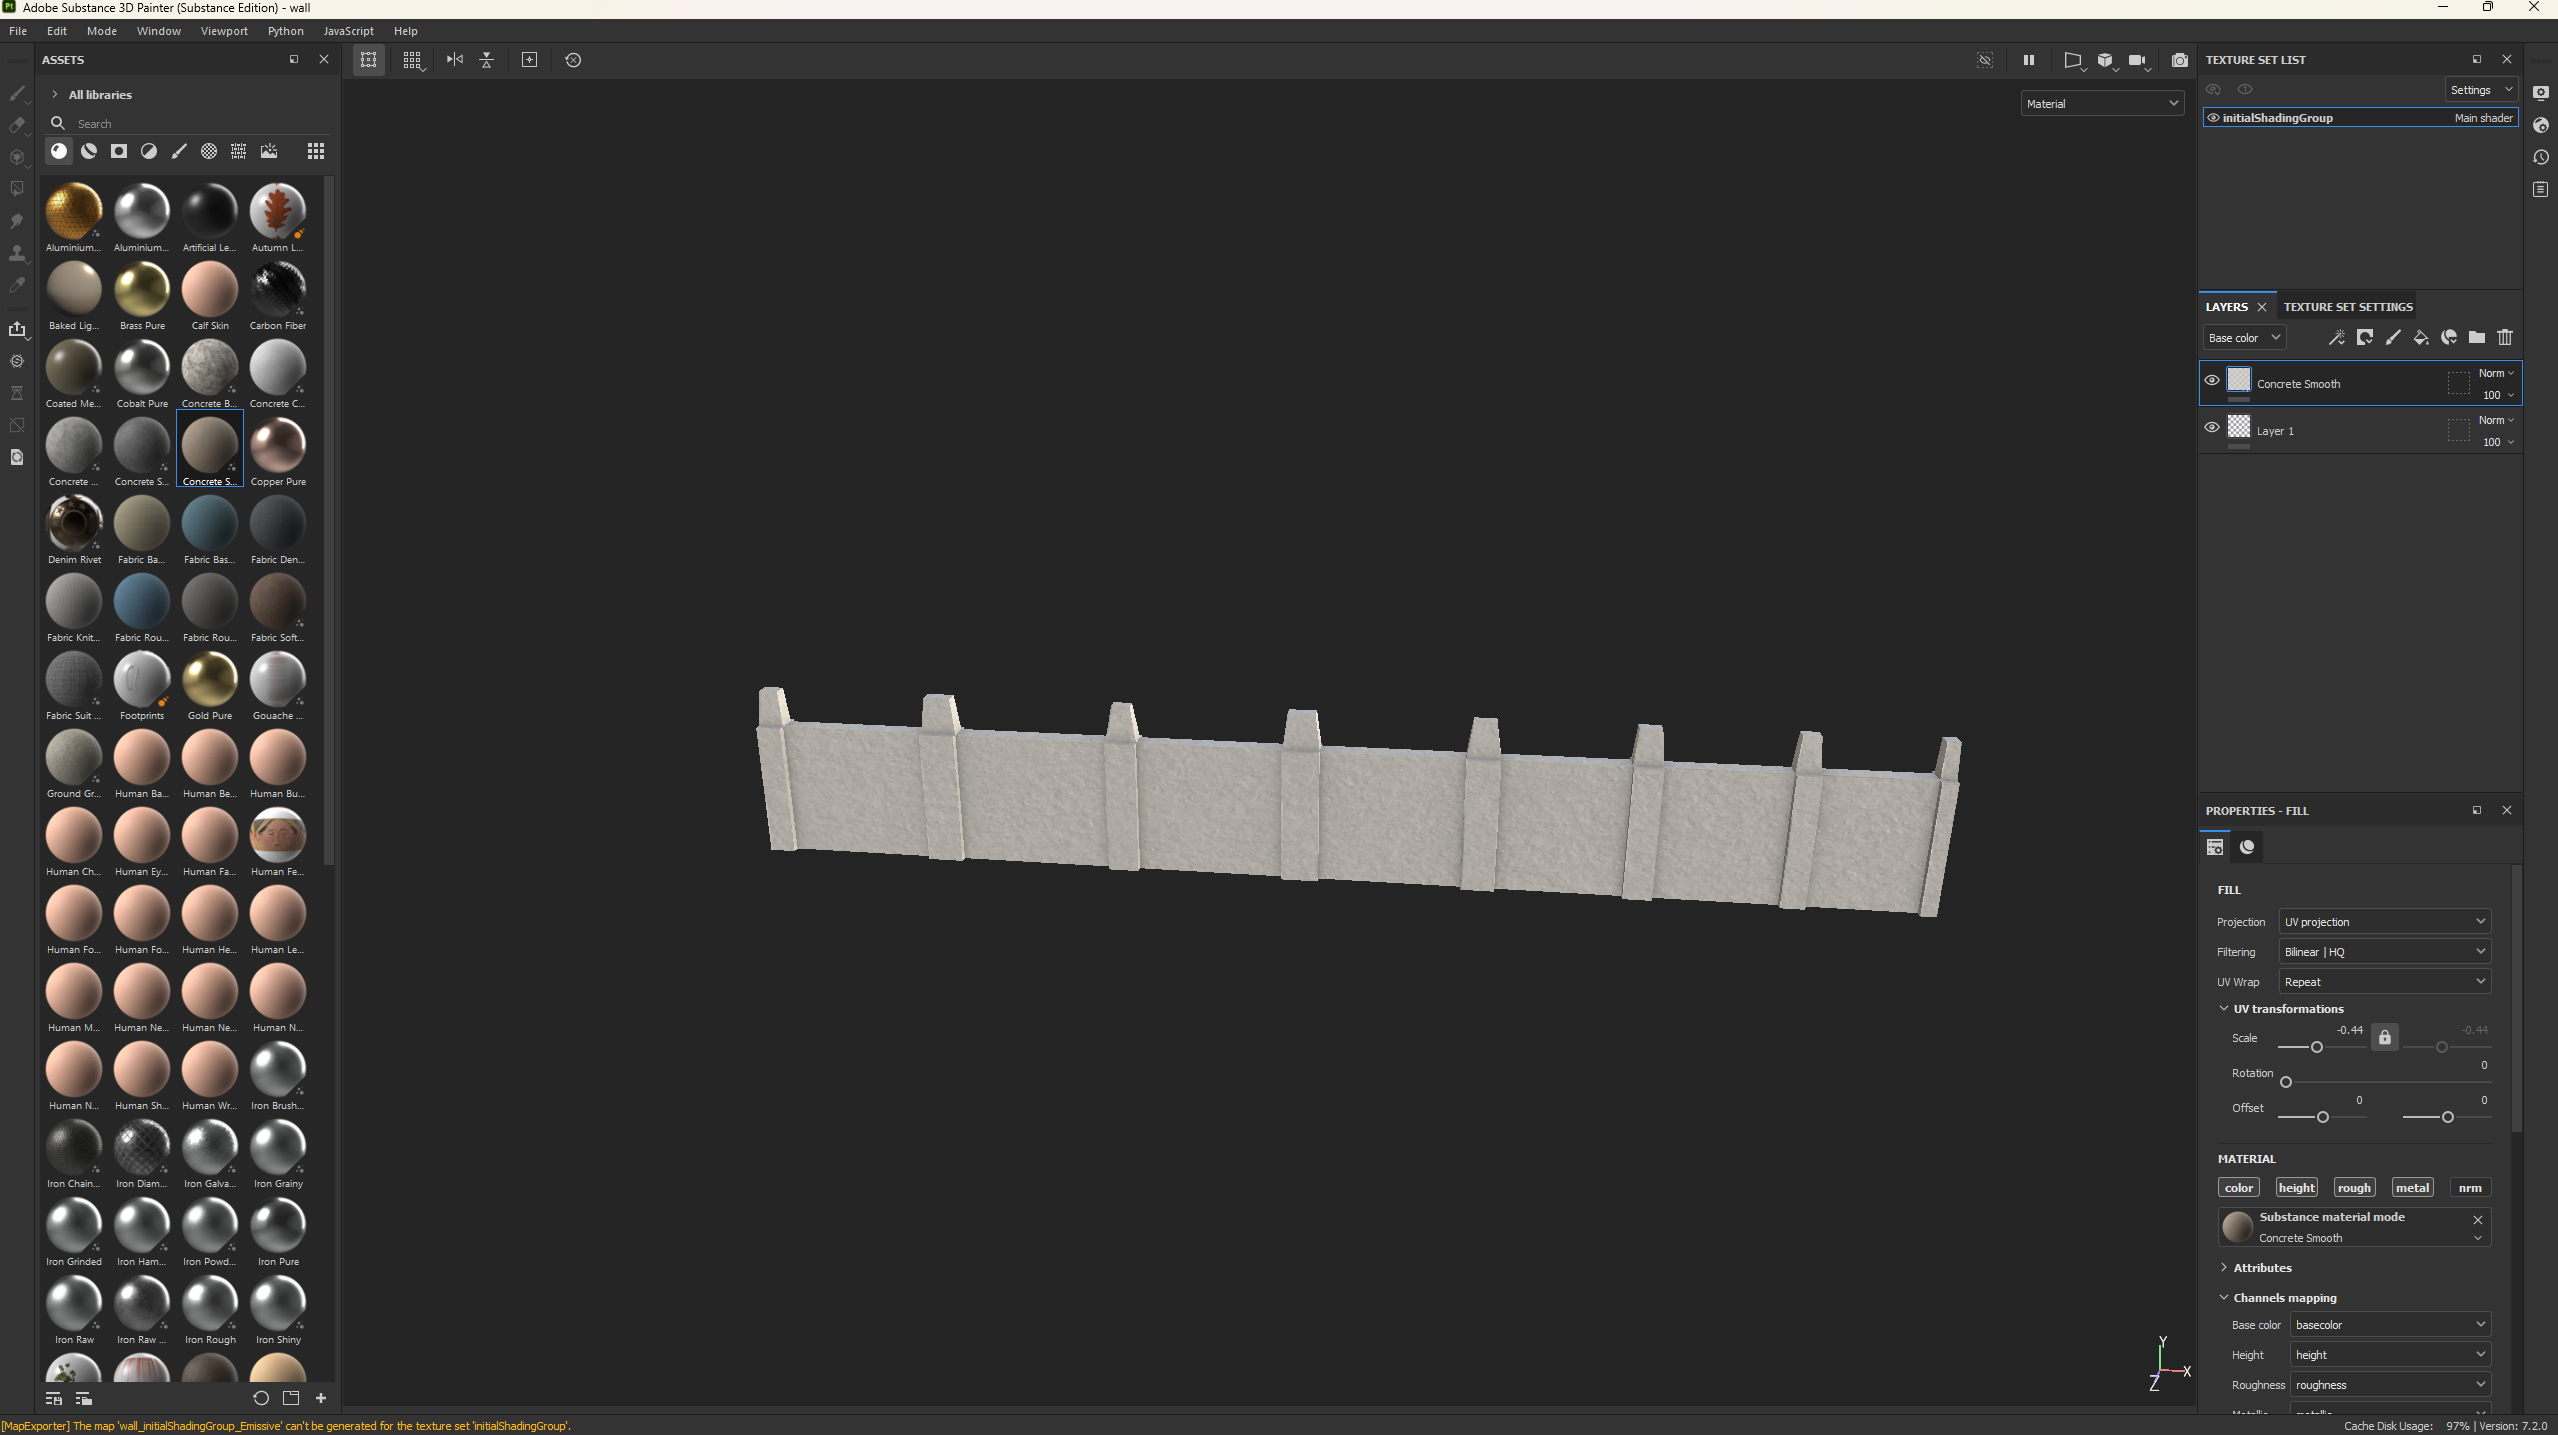 Pt Adobe Substance 3D Painter (Substance Edition) - wall
File Edit Mode Window Viewport Python JavaScript Help
ASSETS
All libraries
Search
Aluminium... Aluminium... Artificial Le... Autumn L...
Baked Lig... Brass Pure Calf Skin Carbon Fiber
Coated Me... Cobalt Pure Concrete B... Concrete C...
Concrete ... Concrete S... Concrete S... Copper Pure
Denim Rivet Fabric Ba... Fabric Bas... Fabric Den...
Fabric Knit... Fabric Rou... Fabric Rou... Fabric Soft...
Fabric Suit ... Footprints Gold Pure Gouache ...
Ground Gr... Human Ba... Human Be... Human Bu...
Human Ch... Human Ey... Human Fa... Human Fe...
Human Fo... Human Fo... Human He... Human Le...
Human M... Human Ne... Human Ne... Human N...
Human N... Human Sh... Human Wr... Iron Brush...
Iron Chain... Iron Diam... Iron Galva... Iron Grainy
Iron Grinded Iron Ham... Iron Powd... Iron Pure
Iron Raw Iron Raw ... Iron Rough Iron Shiny
Material
Y
X
Z
TEXTURE SET LIST
Settings
initialShadingGroup Main shader
LAYERS TEXTURE SET SETTINGS
Base color
Concrete Smooth Norm
100
Layer 1 Norm
100
PROPERTIES - FILL
FILL
Projection UV projection
Filtering Bilinear | HQ
UV Wrap Repeat
UV transformations
Scale -0.44 -0.44
Rotation 0
Offset 0 0
MATERIAL
color height rough metal nrm
Substance material mode
Concrete Smooth
Attributes
Channels mapping
Base color basecolor
Height height
Roughness roughness
[MapExporter] The map 'wall_initialShadingGroup_Emissive' can't be generated for the texture set 'initialShadingGroup'.
Cache Disk Usage: 97% | Version: 7.2.0